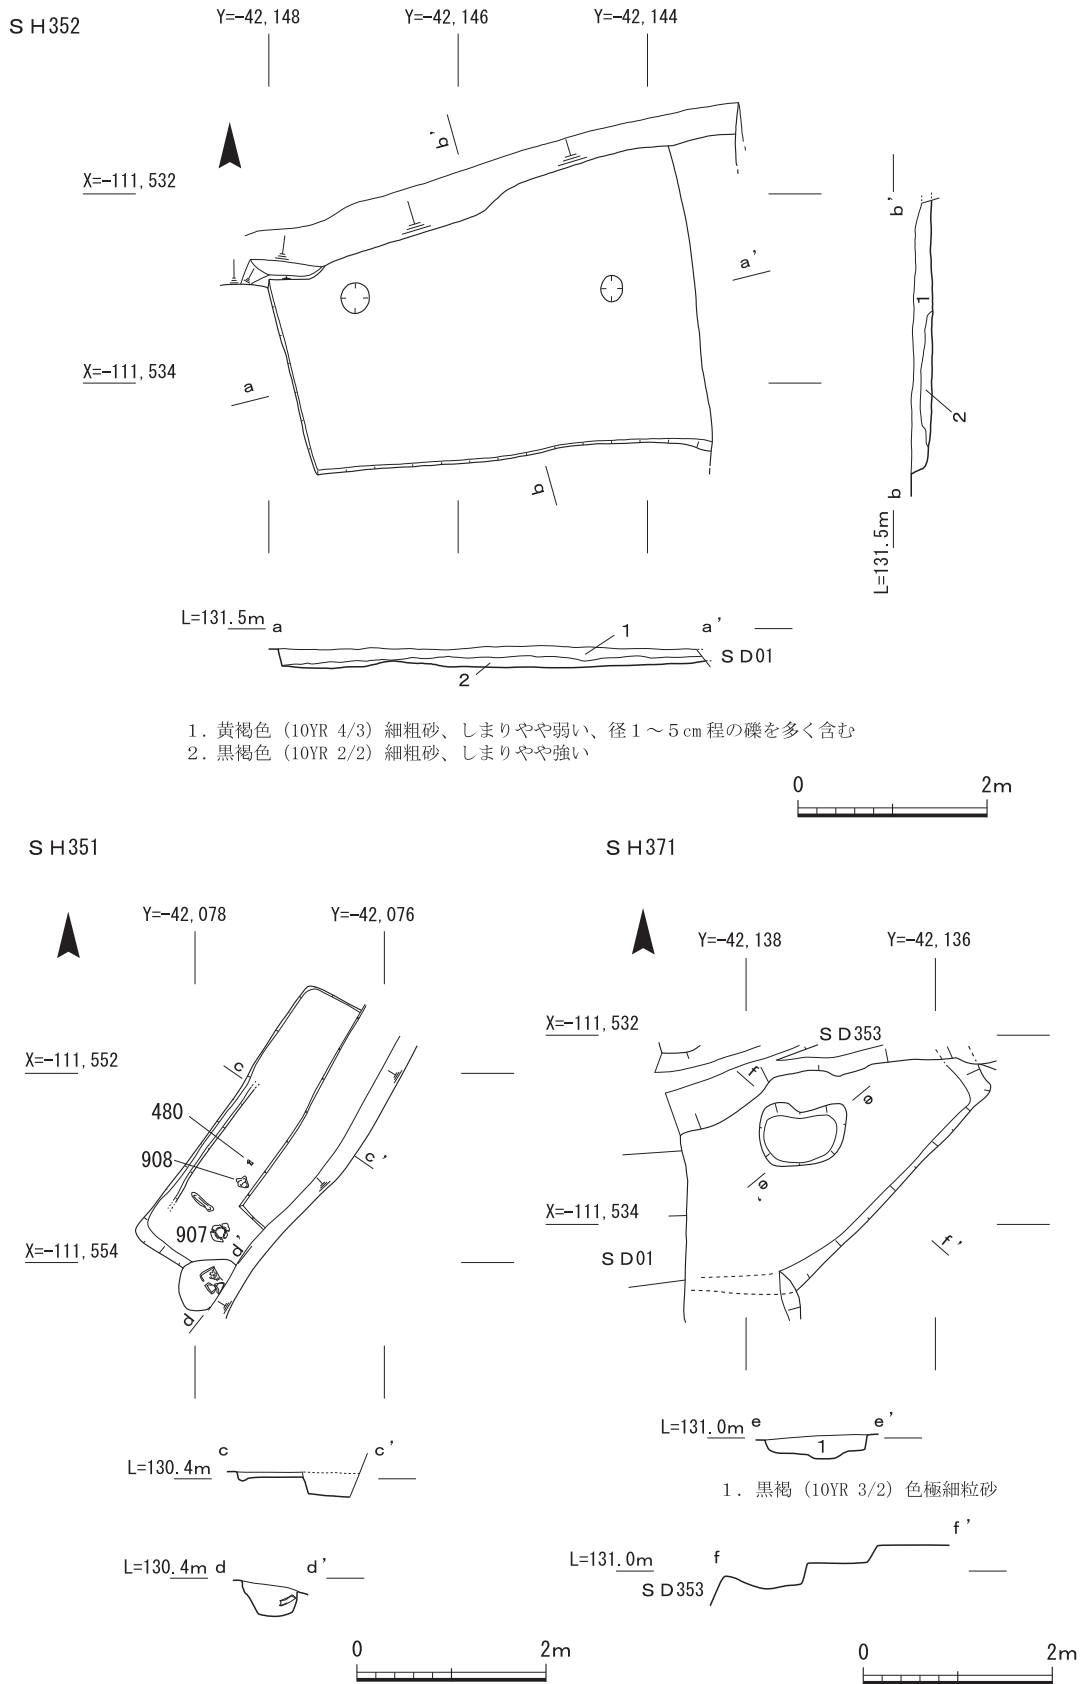 ＳＨ352
Y=-42,148
Y=-42,146
Y=-42,144
b'
X=-111,532
b'
a'
1
X=-111,534
a
2
b
b
L=131.5m
L=131.5m a
1
a'
ＳD01
2
1. 黄褐色 (10YR 4/3) 細粗砂、しまりやや弱い、径１～５cm 程の礫を多く含む
2. 黒褐色 (10YR 2/2) 細粗砂、しまりやや強い
0 2m
ＳＨ351
ＳＨ371
Y=-42,078
Y=-42,076
Y=-42,138
Y=-42,136
X=-111,532
ＳD353
X=-111,552
c
f
e
480
908
c'
e'
907
d'
X=-111,534
f'
X=-111,554
ＳD01
d
L=131.0m e e'
1
L=130.4m c c'
1. 黒褐 (10YR 3/2) 色極細粒砂
f'
L=130.4m d d'
L=131.0m f
ＳD353
0 2m
0 2m